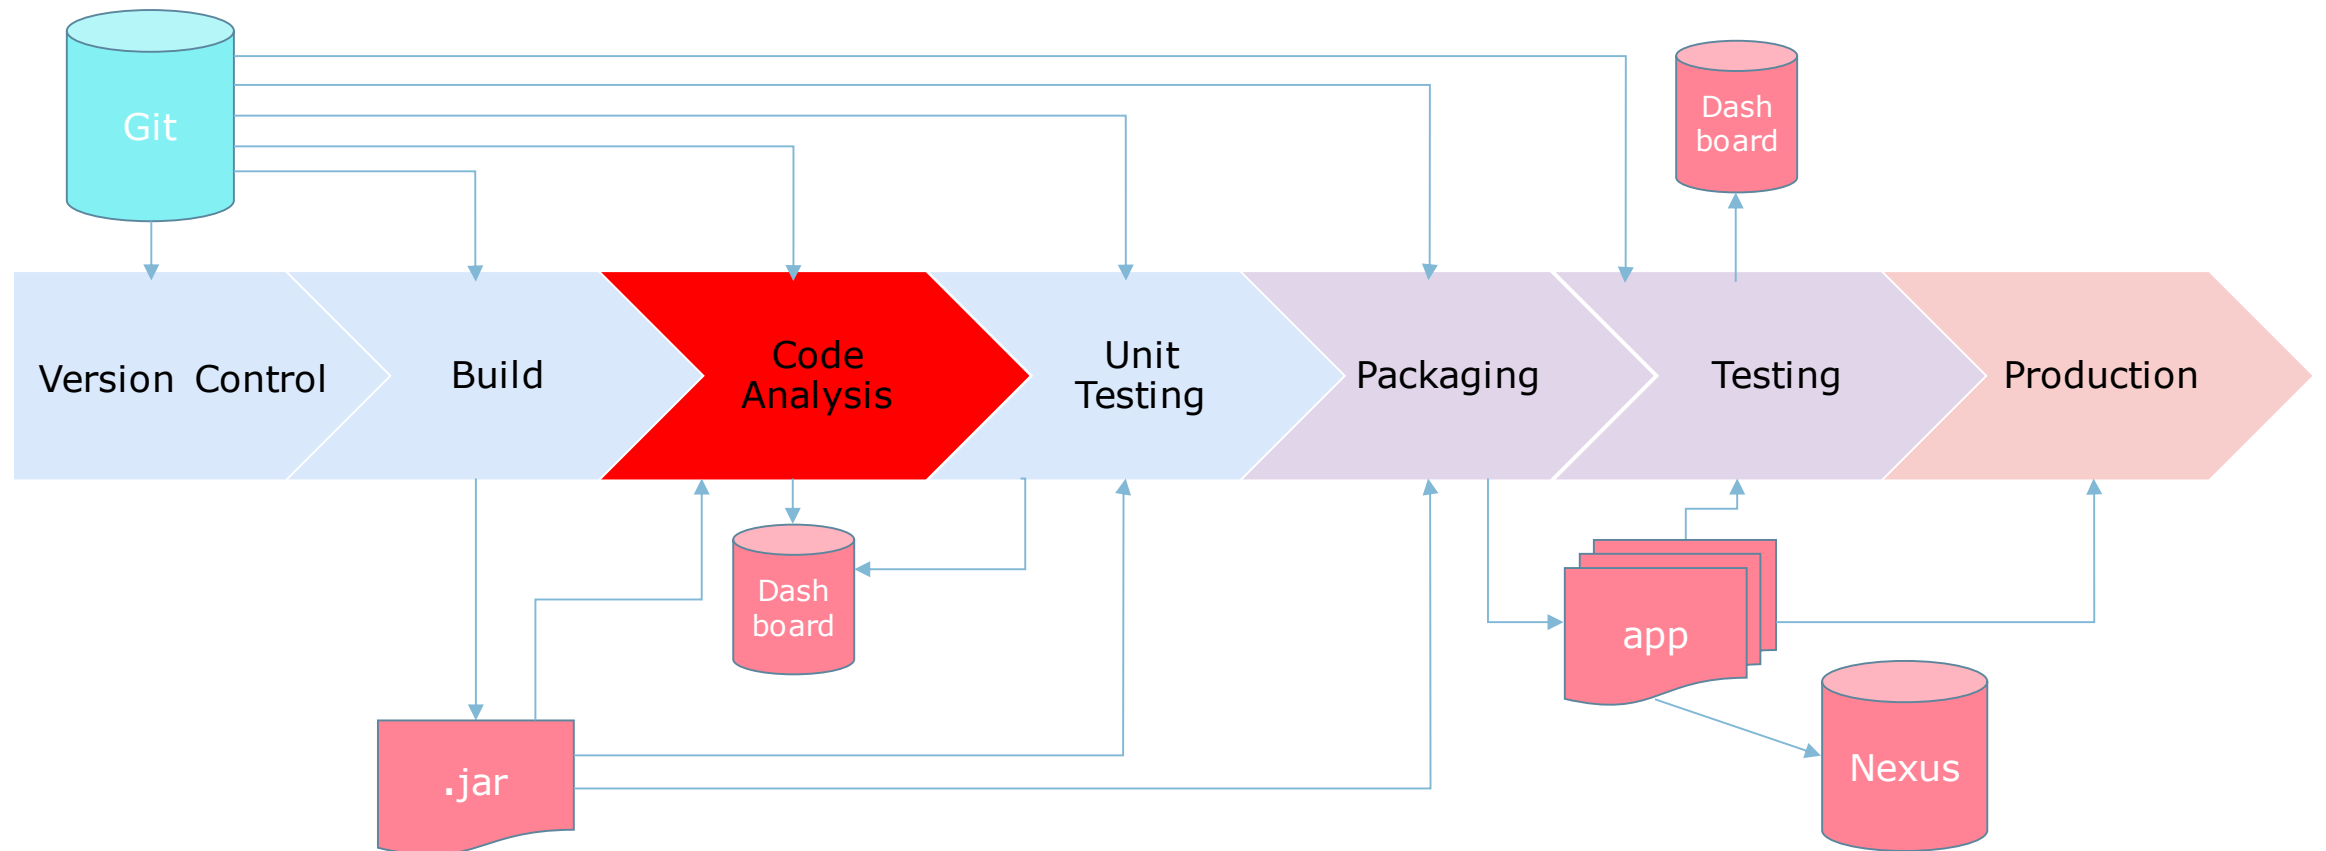 Git
Dash
board
Version Control
Build
Code
Analysis
Unit
Testing
Packaging
Testing
Production
Dash
board
app
.jar
Nexus